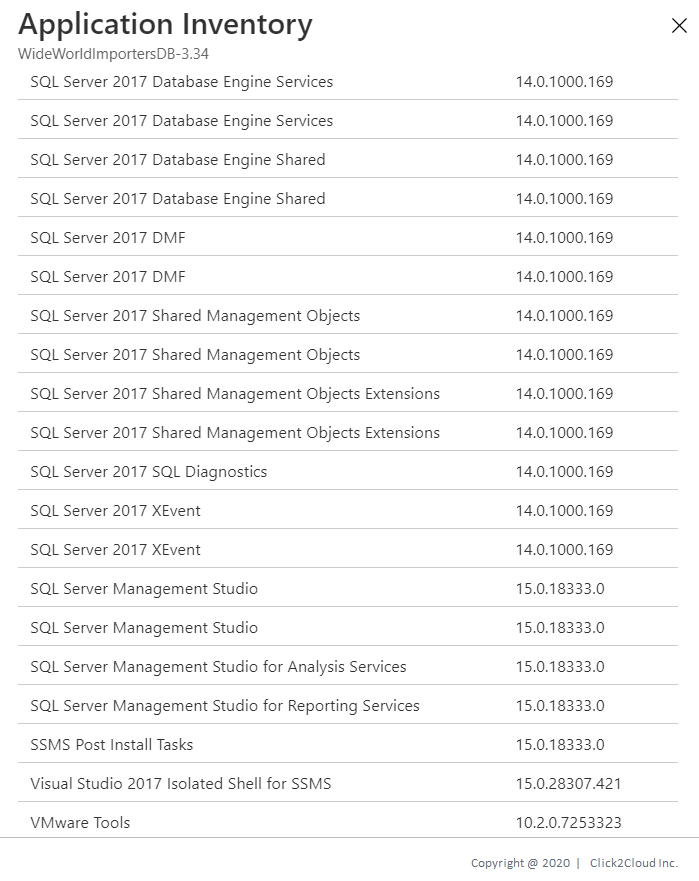 Application Inventory
WideWorldImportersDB-3.34
SQL Server 2017 Database Engine Services 14.0.1000.169
SQL Server 2017 Database Engine Services 14.0.1000.169
SQL Server 2017 Database Engine Shared 14.0.1000.169
SQL Server 2017 Database Engine Shared 14.0.1000.169
SQL Server 2017 DMF 14.0.1000.169
SQL Server 2017 DMF 14.0.1000.169
SQL Server 2017 Shared Management Objects 14.0.1000.169
SQL Server 2017 Shared Management Objects 14.0.1000.169
SQL Server 2017 Shared Management Objects Extensions 14.0.1000.169
SQL Server 2017 Shared Management Objects Extensions 14.0.1000.169
SQL Server 2017 SQL Diagnostics 14.0.1000.169
SQL Server 2017 XEvent 14.0.1000.169
SQL Server 2017 XEvent 14.0.1000.169
SQL Server Management Studio 15.0.18333.0
SQL Server Management Studio 15.0.18333.0
SQL Server Management Studio for Analysis Services 15.0.18333.0
SQL Server Management Studio for Reporting Services 15.0.18333.0
SSMS Post Install Tasks 15.0.18333.0
Visual Studio 2017 Isolated Shell for SSMS 15.0.28307.421
VMware Tools 10.2.0.7253323
Copyright @ 2020 | Click2Cloud Inc.